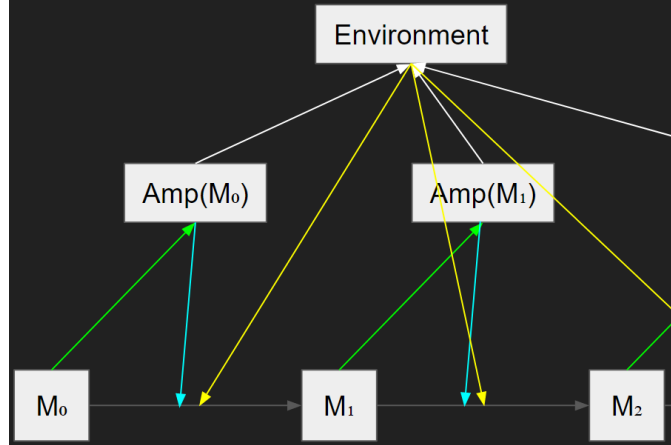 Environment
Amp(M₀)
Amp(M₁)
M₀
M₁
M₂